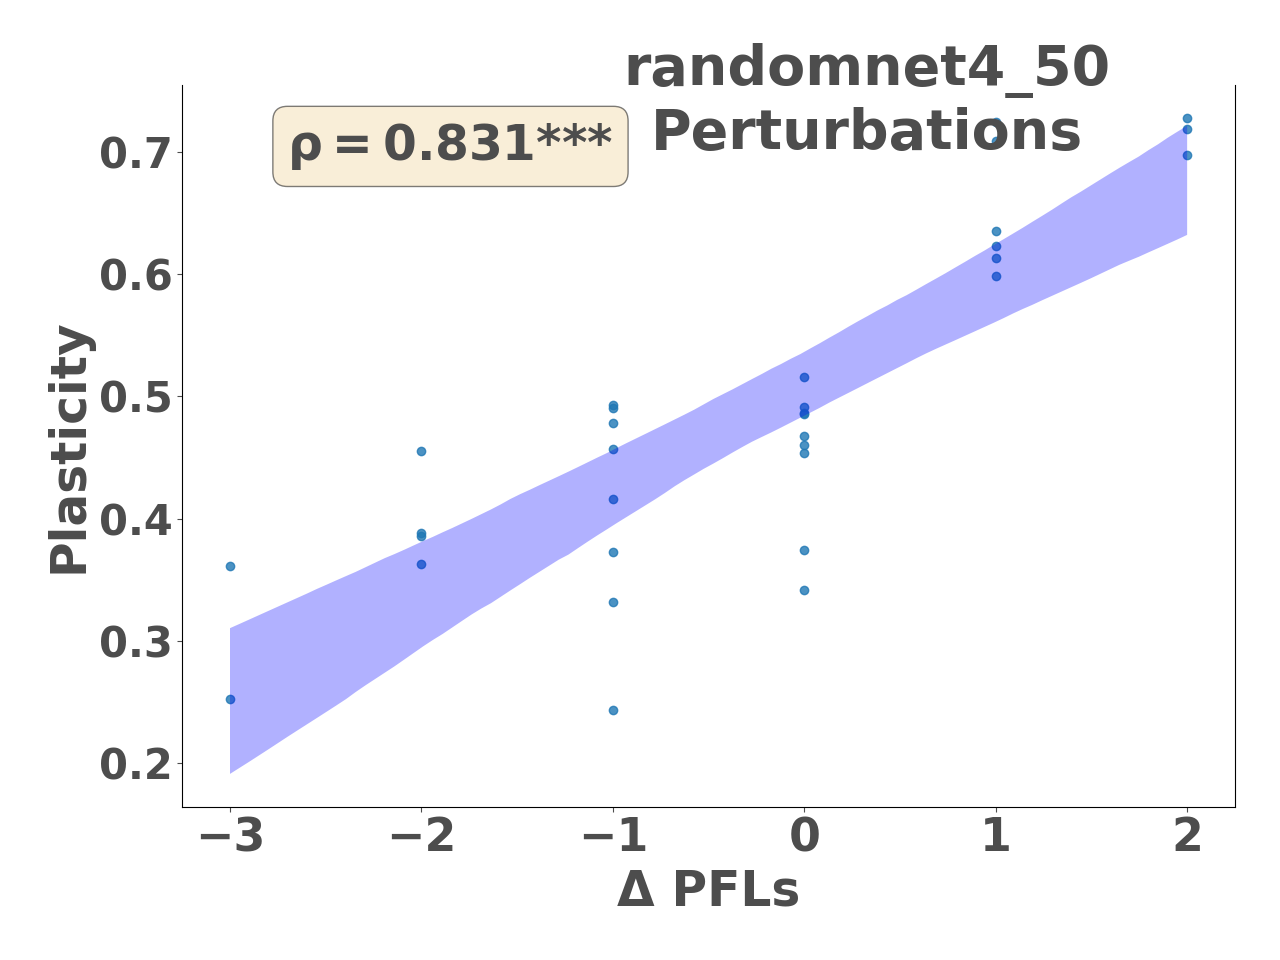 randomnet4_50
Perturbations
ρ = 0.831***
0.7
0.6
0.5
0.4
0.3
0.2
Plasticity
−3 −2 −1 0 1 2
Δ PFLs